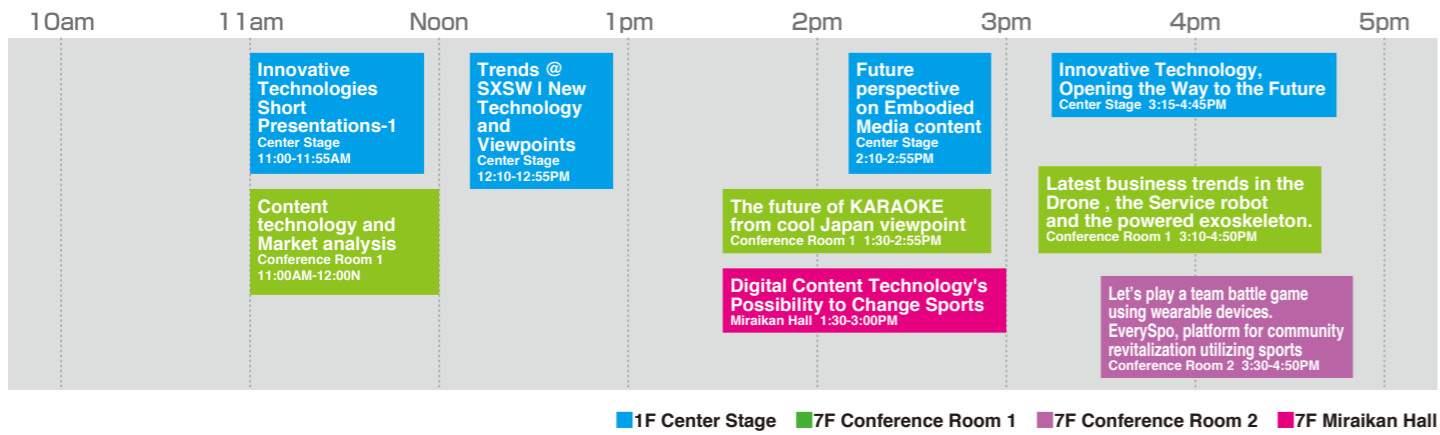 10am 11am Noon 1pm 2pm 3pm 4pm 5pm
Innovative
Technologies
Short
Presentations-1
Center Stage
11:00-11:55AM
Trends @
SXSW | New
Technology
and
Viewpoints
Center Stage
12:10-12:55PM
Future
perspective
on Embodied
Media content
Center Stage
2:10-2:55PM
Innovative Technology,
Opening the Way to the Future
Center Stage 3:15-4:45PM
Content
technology and
Market analysis
Conference Room 1
11:00AM-12:00N
The future of KARAOKE
from cool Japan viewpoint
Conference Room 1 1:30-2:55PM
Latest business trends in the
Drone , the Service robot
and the powered exoskeleton.
Conference Room 1 3:10-4:50PM
Digital Content Technology's
Possibility to Change Sports
Miraikan Hall 1:30-3:00PM
Let's play a team battle game
using wearable devices.
EverySpo, platform for community
revitalization utilizing sports
Conference Room 2 3:30-4:50PM
1F Center Stage 7F Conference Room 1 7F Conference Room 2 7F Miraikan Hall